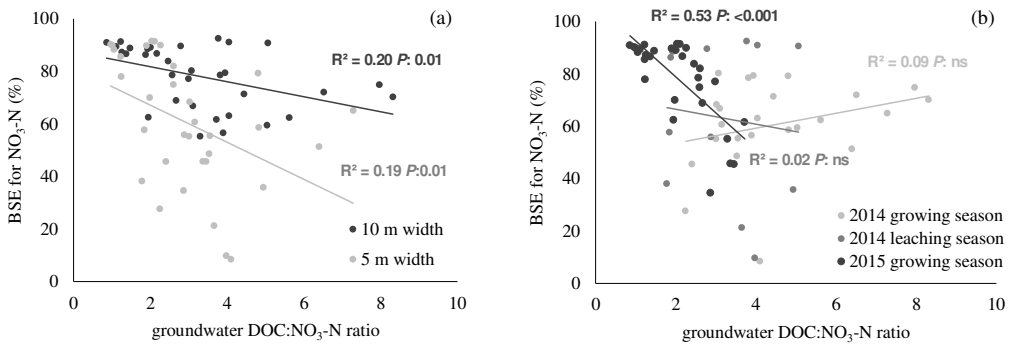 (a)
100
80
60
40
20
0
BSE for NO₃-N (%)
R² = 0.20 P: 0.01
R² = 0.19 P:0.01
10 m width
5 m width
0 2 4 6 8 10
groundwater DOC:NO₃-N ratio
(b)
100
80
60
40
20
0
BSE for NO₃-N (%)
R² = 0.53 P: <0.001
R² = 0.09 P: ns
R² = 0.02 P: ns
2014 growing season
2014 leaching season
2015 growing season
0 2 4 6 8 10
groundwater DOC:NO₃-N ratio